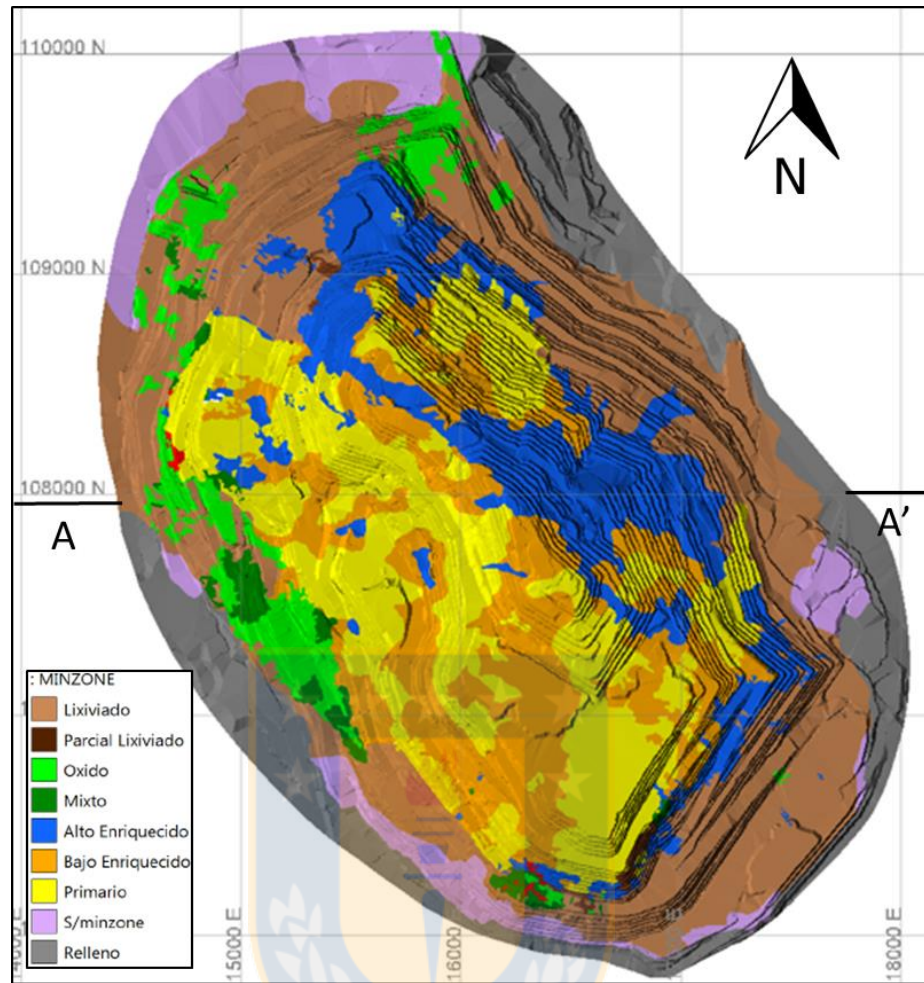 110000 N
N
109000 N
108000 N
A
A'
: MINZONE
Lixiviado
Parcial Lixiviado
Oxido
Mixto
Alto Enriquecido
Bajo Enriquecido
Primario
S/minzone
Relleno
15000 E
16000 E
18000 E